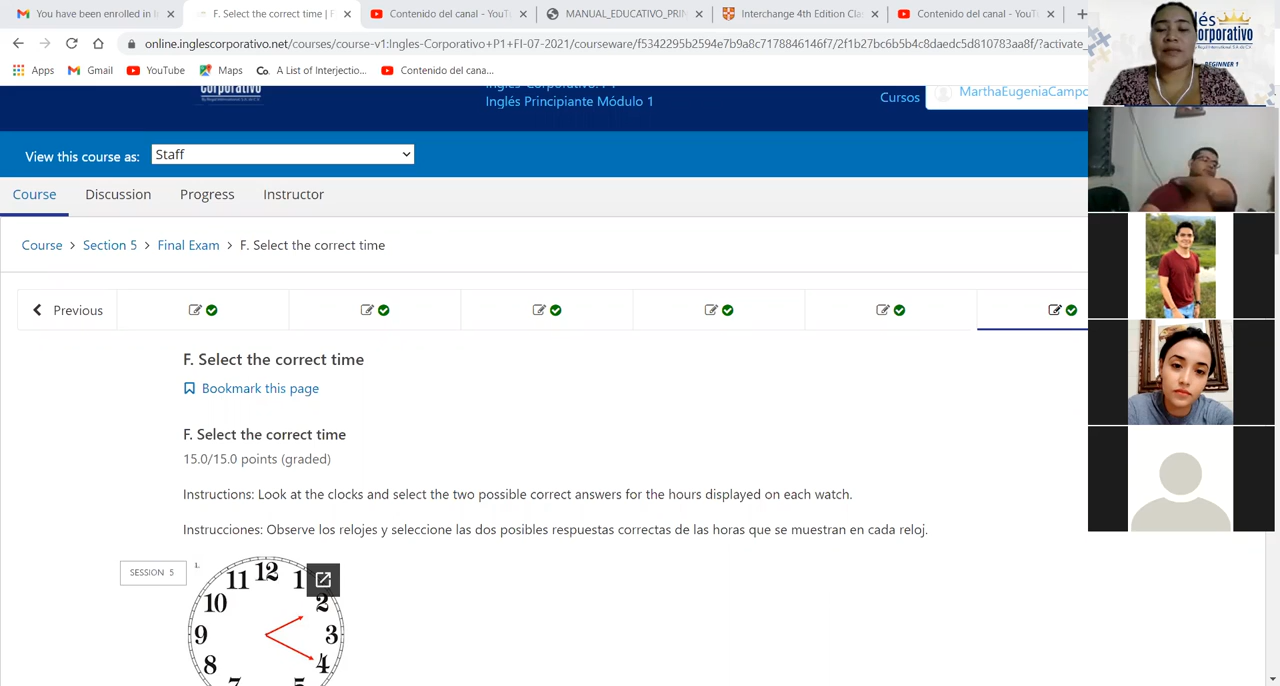 You have been enrolled in I
F. Select the correct time | F
Contenido del canal - YouT
MANUAL_EDUCATIVO_PRIN
Interchange 4th Edition Cla
Contenido del canal - YouT
online.inglescorporativo.net/courses/course-v1:Ingles-Corporativo+P1+FI-07-2021/courseware/f5342295b2594e7b9a8c7178846146f7/2f1b27bc6b5b4c8daedc5d810783aa8f/?activate_
Apps
Gmail
YouTube
Maps
A List of Interjectio...
Contenido del canal...
Inglés Principiante Módulo 1
Cursos
MarthaEugeniaCampo
BEGINNER 1
View this course as:
Staff
Course
Discussion
Progress
Instructor
Course > Section 5 > Final Exam > F. Select the correct time
Previous
F. Select the correct time
Bookmark this page
F. Select the correct time
15.0/15.0 points (graded)
Instructions: Look at the clocks and select the two possible correct answers for the hours displayed on each watch.
Instrucciones: Observe los relojes y seleccione las dos posibles respuestas correctas de las horas que se muestran en cada reloj.
SESSION 5
1.
11 12 1
10 2
9 3
8 4